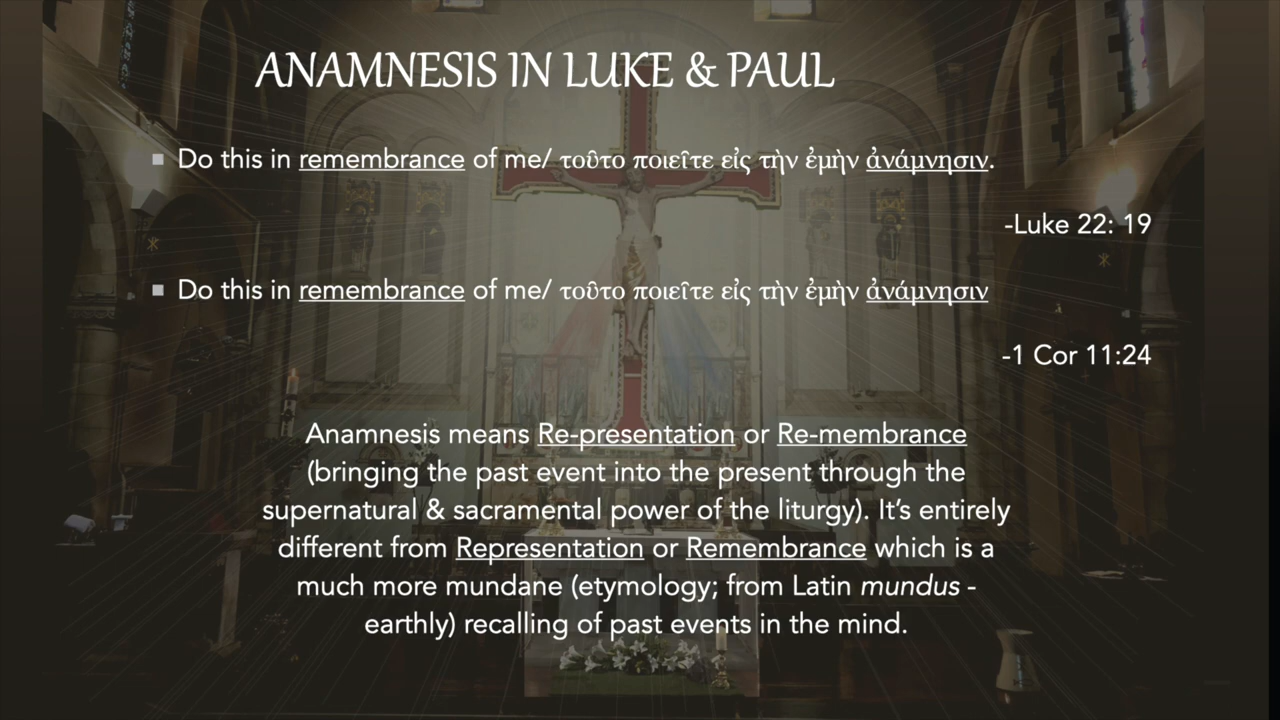 ANAMNESIS IN LUKE & PAUL
▪ Do this in remembrance of me/ τοῦτο ποιεῖτε εἰς τὴν ἐμὴν ἀνάμνησιν.
-Luke 22: 19
▪ Do this in remembrance of me/ τοῦτο ποιεῖτε εἰς τὴν ἐμὴν ἀνάμνησιν
-1 Cor 11:24
Anamnesis means Re-presentation or Re-membrance
(bringing the past event into the present through the
supernatural & sacramental power of the liturgy). It’s entirely
different from Representation or Remembrance which is a
much more mundane (etymology; from Latin mundus -
earthly) recalling of past events in the mind.